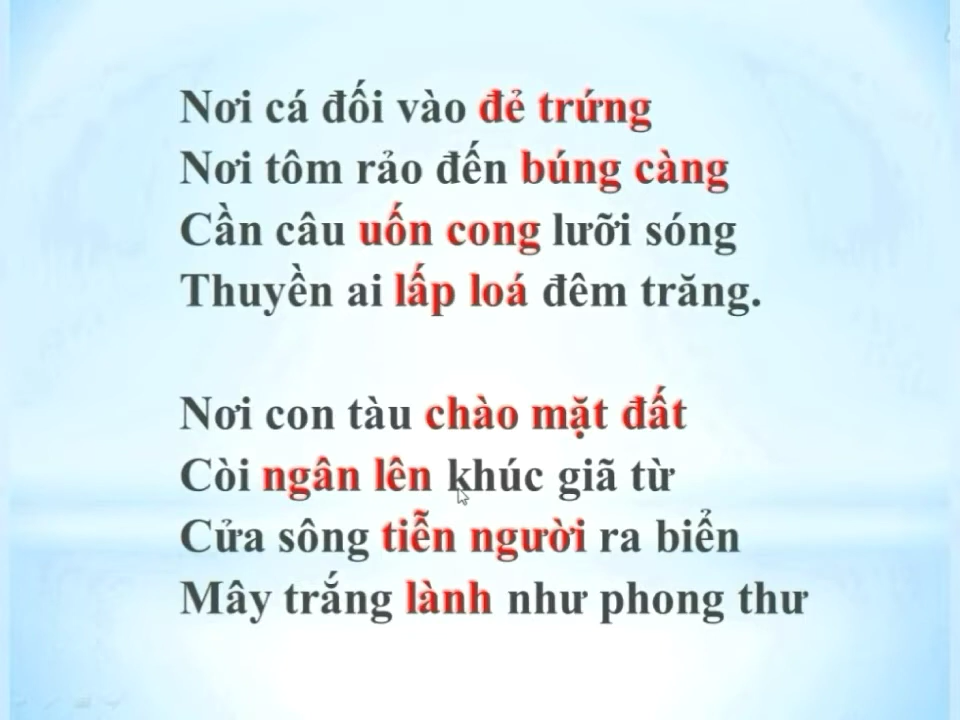 Nơi cá đối vào đẻ trứng
Nơi tôm rảo đến búng càng
Cần câu uốn cong lưỡi sóng
Thuyền ai lấp loá đêm trăng.
Nơi con tàu chào mặt đất
Còi ngân lên khúc giã từ
Cửa sông tiễn người ra biển
Mây trắng lành như phong thư